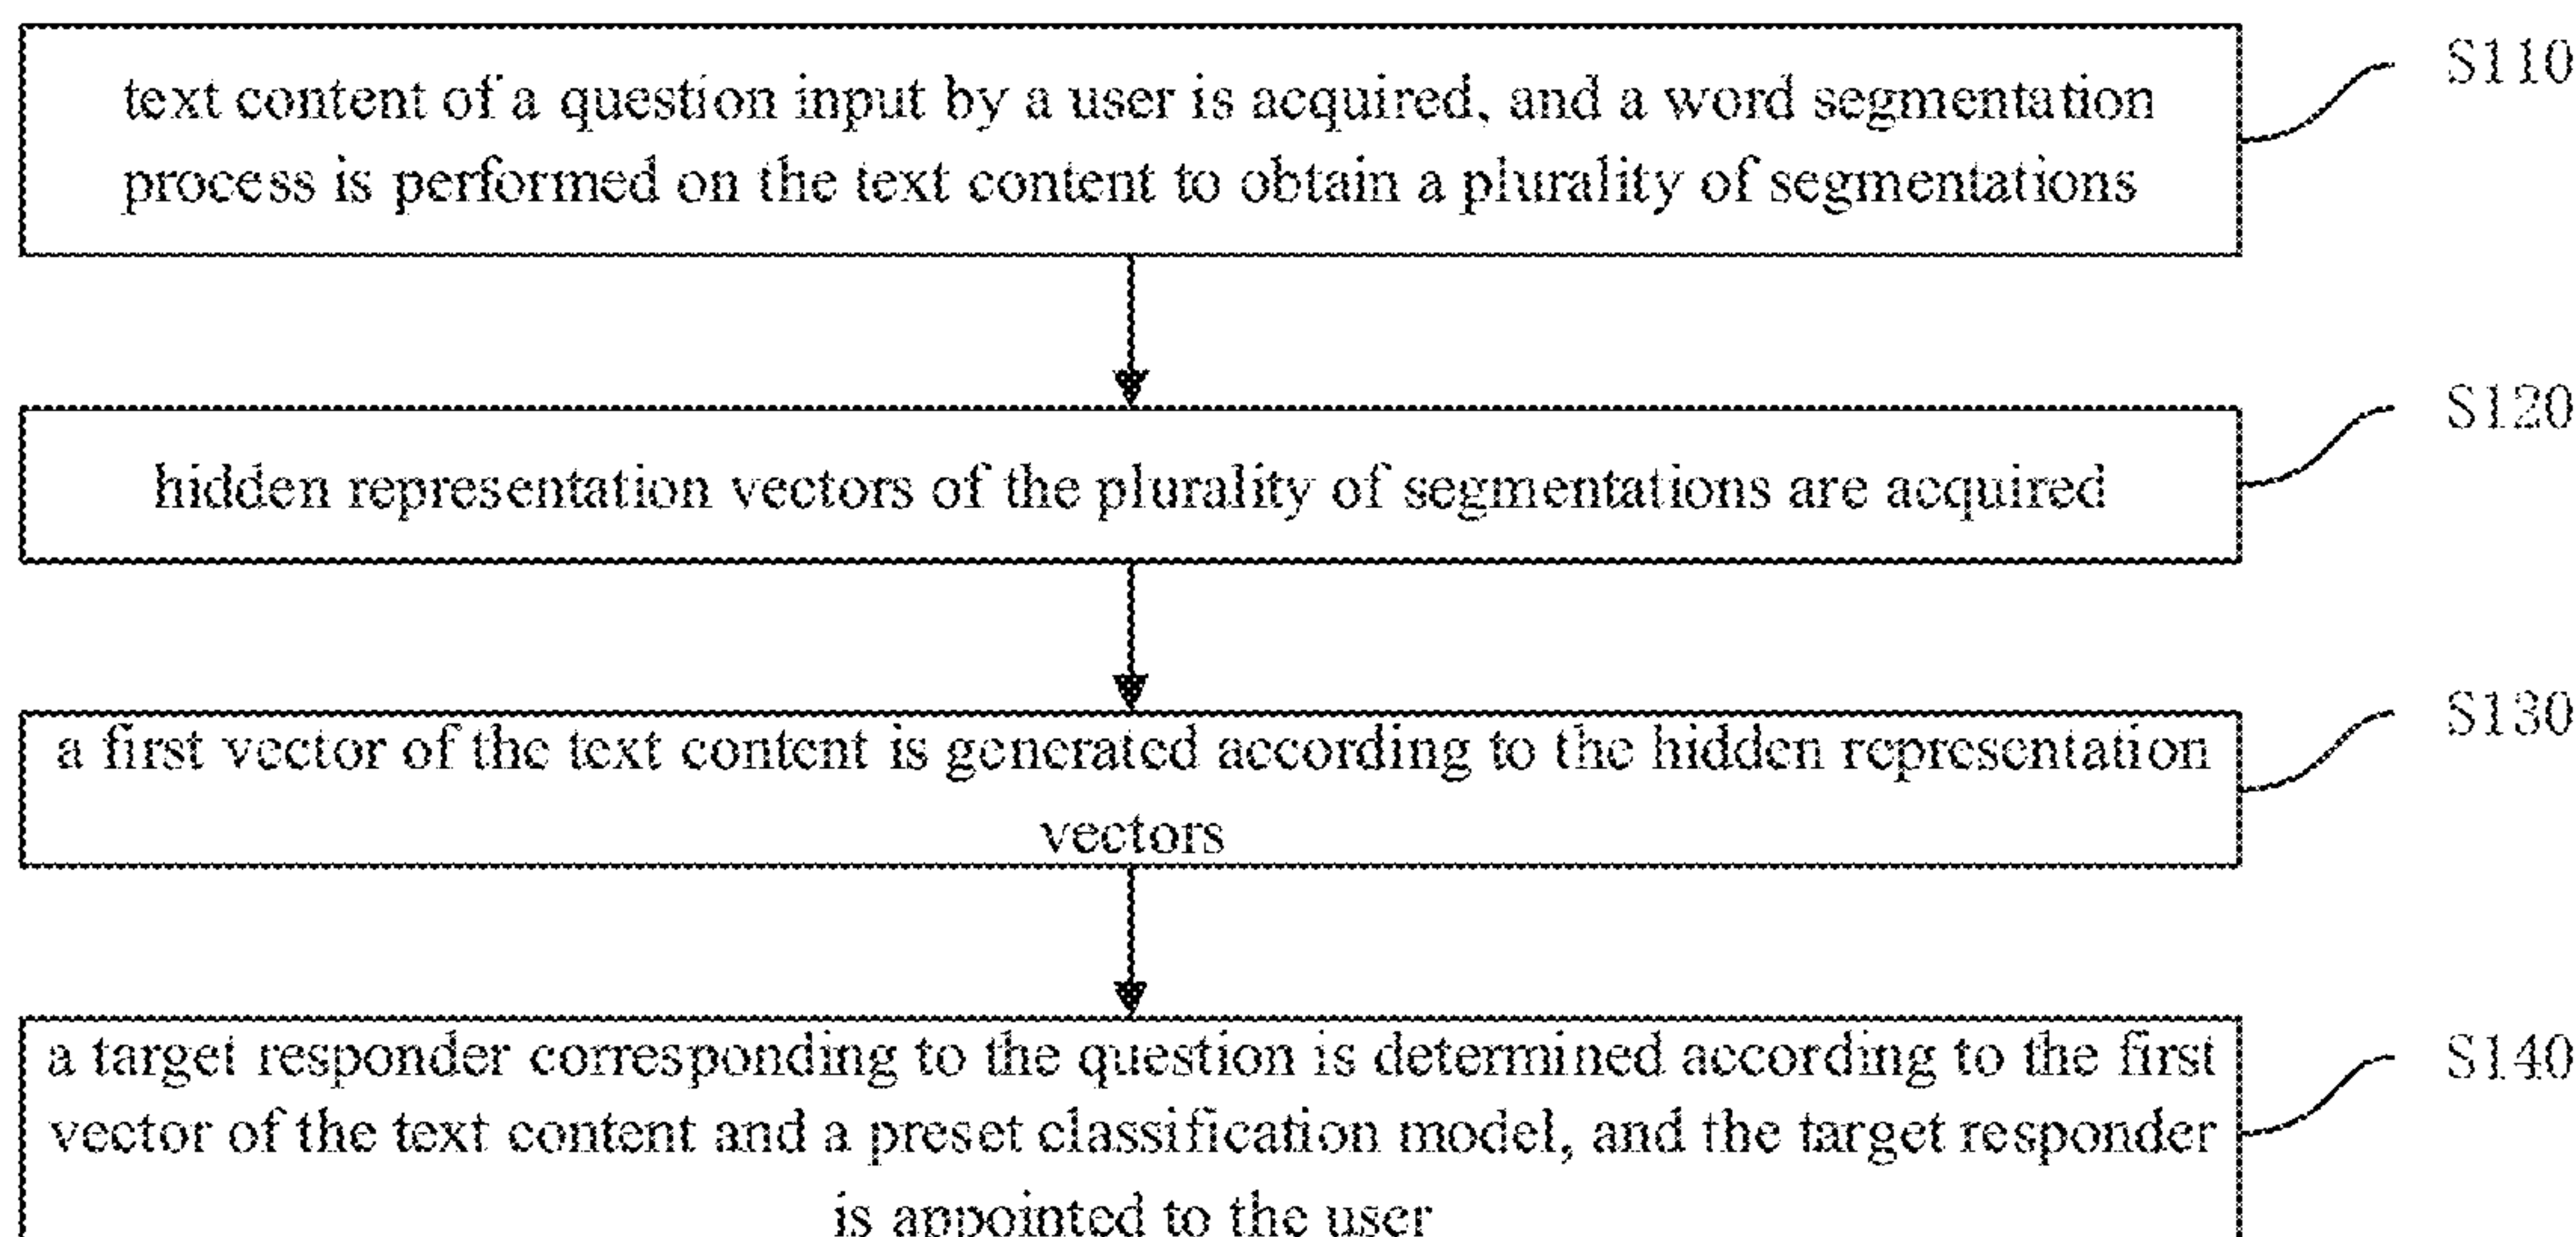 text content of a question input by a user is acquired, and a word segmentation
process is performed on the text content to obtain a plurality of segmentations
S110
hidden representation vectors of the plurality of segmentations are acquired
S120
a first vector of the text content is generated according to the hidden representation
vectors
S130
a target responder corresponding to the question is determined according to the first
vector of the text content and a preset classification model, and the target responder
is appointed to the user
S140